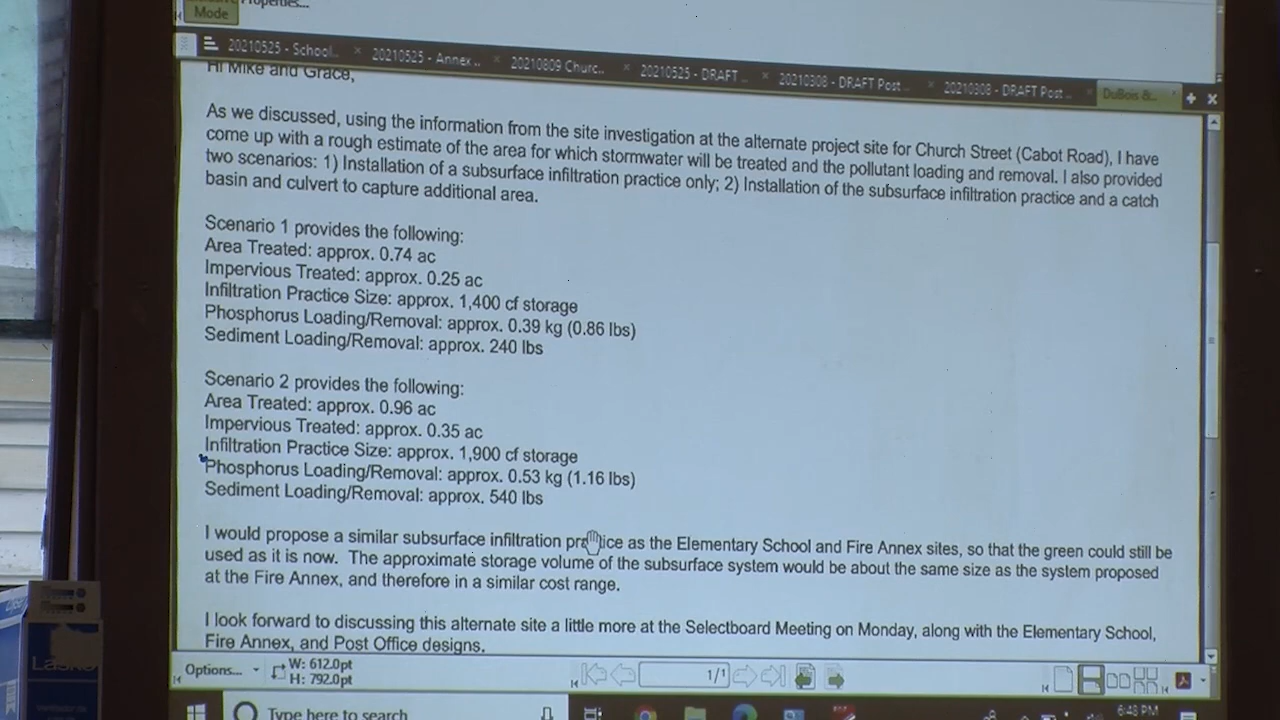 Mode
Properties...
20210525 - School...
20210525 - Annex...
20210809 Churc...
20210525 - DRAFT ...
20210308 - DRAFT Post ...
20210308 - DRAFT Post ...
DuBois &...
Hi Mike and Grace,
As we discussed, using the information from the site investigation at the alternate project site for Church Street (Cabot Road), I have
come up with a rough estimate of the area for which stormwater will be treated and the pollutant loading and removal. I also provided
two scenarios: 1) Installation of a subsurface infiltration practice only; 2) Installation of the subsurface infiltration practice and a catch
basin and culvert to capture additional area.
Scenario 1 provides the following:
Area Treated: approx. 0.74 ac
Impervious Treated: approx. 0.25 ac
Infiltration Practice Size: approx. 1,400 cf storage
Phosphorus Loading/Removal: approx. 0.39 kg (0.86 lbs)
Sediment Loading/Removal: approx. 240 lbs
Scenario 2 provides the following:
Area Treated: approx. 0.96 ac
Impervious Treated: approx. 0.35 ac
Infiltration Practice Size: approx. 1,900 cf storage
Phosphorus Loading/Removal: approx. 0.53 kg (1.16 lbs)
Sediment Loading/Removal: approx. 540 lbs
I would propose a similar subsurface infiltration practice as the Elementary School and Fire Annex sites, so that the green could still be
used as it is now. The approximate storage volume of the subsurface system would be about the same size as the system proposed
at the Fire Annex, and therefore in a similar cost range.
I look forward to discussing this alternate site a little more at the Selectboard Meeting on Monday, along with the Elementary School,
Fire Annex, and Post Office designs.
Options...
W: 612.0pt
H: 792.0pt
1/1
Type here to search
6:43 PM
Lasko